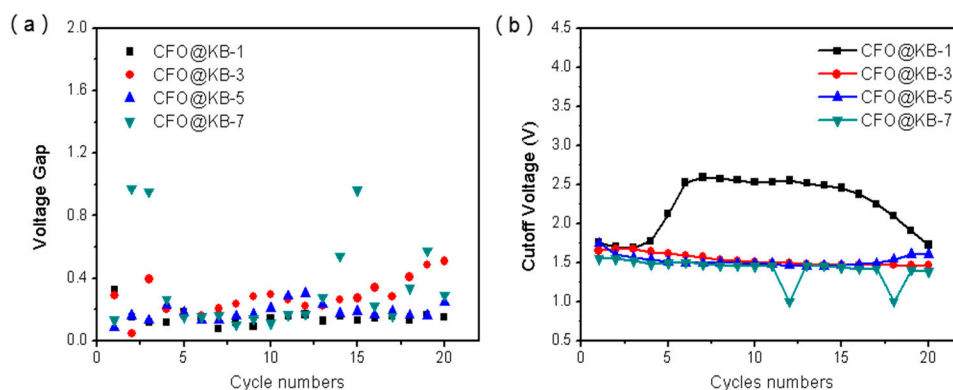 (a)
2.0
1.6
1.2
0.8
0.4
0.0
Voltage Gap
CFO@KB-1
CFO@KB-3
CFO@KB-5
CFO@KB-7
0
5
10
15
20
Cycle numbers
(b)
4.5
4.0
3.5
3.0
2.5
2.0
1.5
1.0
0.5
Cutoff Voltage (V)
CFO@KB-1
CFO@KB-3
CFO@KB-5
CFO@KB-7
0
5
10
15
20
Cycles numbers